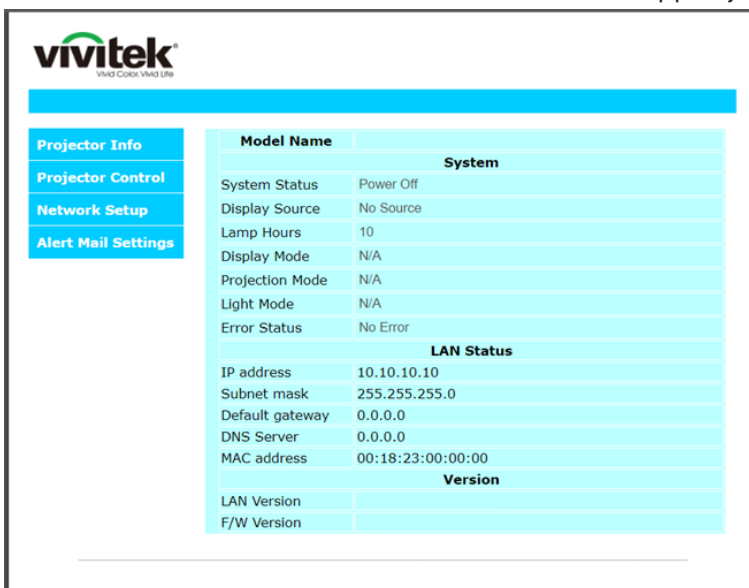 vivitek®
Vivid Color, Vivid Life
Projector Info
Projector Control
Network Setup
Alert Mail Settings
Model Name
System
System Status Power Off
Display Source No Source
Lamp Hours 10
Display Mode N/A
Projection Mode N/A
Light Mode N/A
Error Status No Error
LAN Status
IP address 10.10.10.10
Subnet mask 255.255.255.0
Default gateway 0.0.0.0
DNS Server 0.0.0.0
MAC address 00:18:23:00:00:00
Version
LAN Version
F/W Version